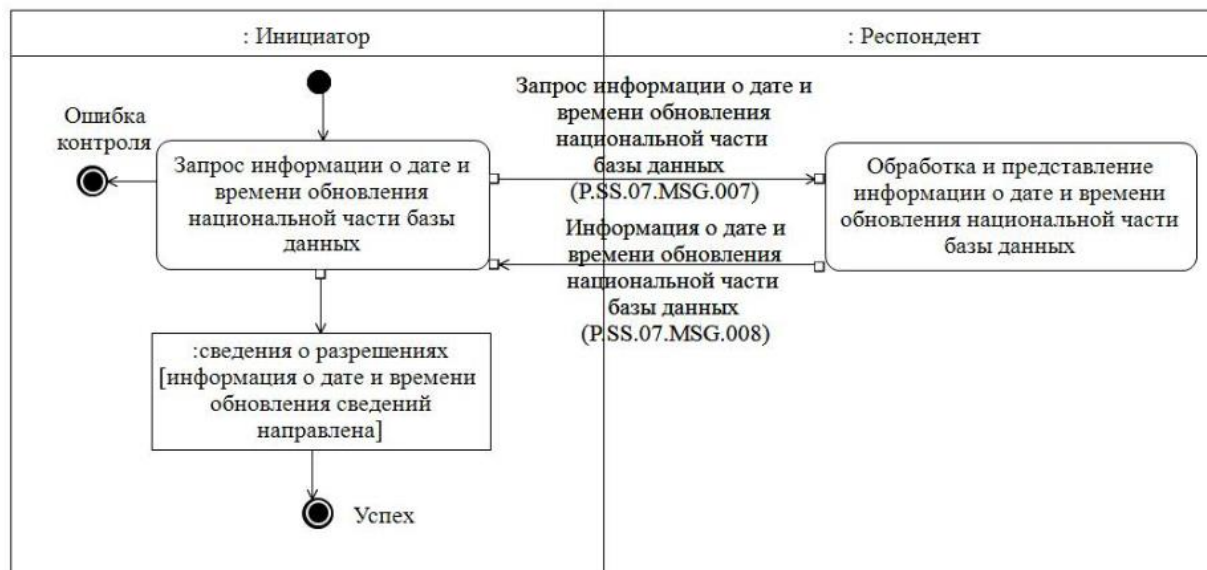 : Инициатор
: Респондент
Ошибка
контроля
Запрос информации о дате и
времени обновления
национальной части базы
данных
Запрос информации о дате и
времени обновления
национальной части
базы данных
(P.SS.07.MSG.007)
Информация о дате и
времени обновления
национальной части
базы данных
(P.SS.07.MSG.008)
Обработка и представление
информации о дате и времени
обновления национальной части
базы данных
:сведения о разрешениях
[информация о дате и времени
обновления сведений
направлена]
Успех